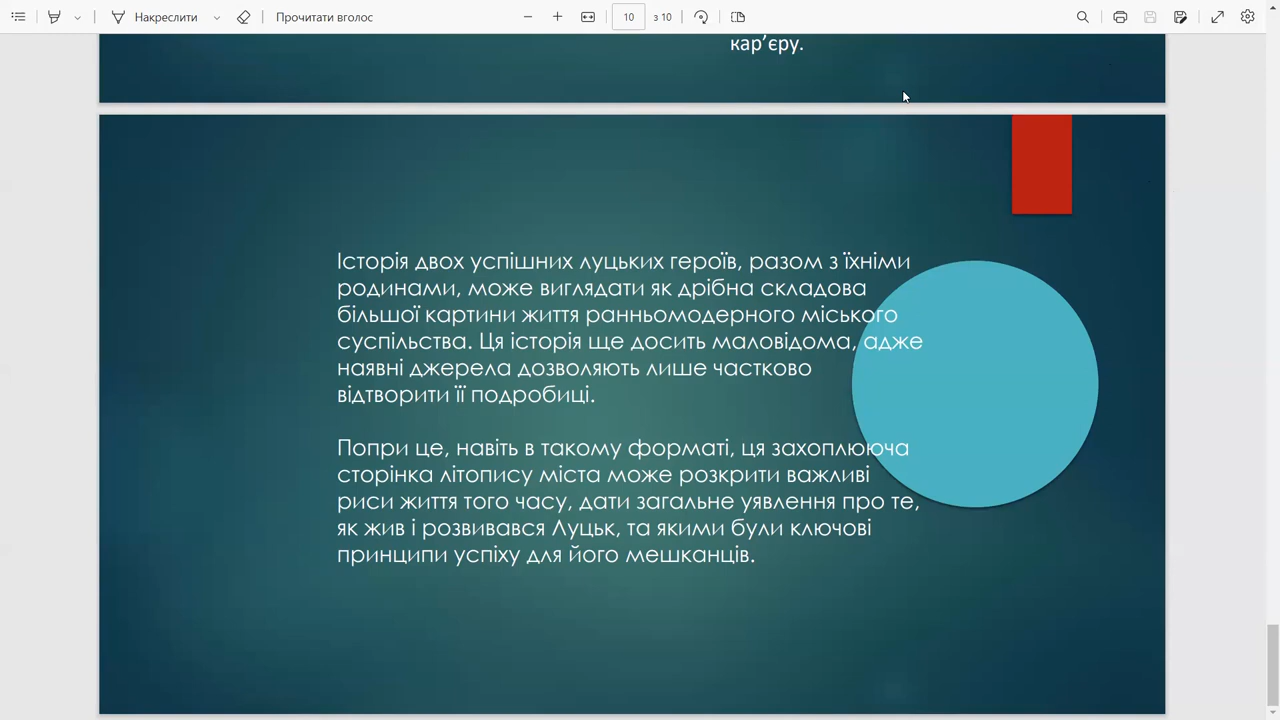 Накреслити
Прочитати вголос
10
з 10
кар’єру.
Історія двох успішних луцьких героїв, разом з їхніми
родинами, може виглядати як дрібна складова
більшої картини життя ранньомодерного міського
суспільства. Ця історія ще досить маловідома, адже
наявні джерела дозволяють лише частково
відтворити її подробиці.
Попри це, навіть в такому форматі, ця захоплююча
сторінка літопису міста може розкрити важливі
риси життя того часу, дати загальне уявлення про те,
як жив і розвивався Луцьк, та якими були ключові
принципи успіху для його мешканців.